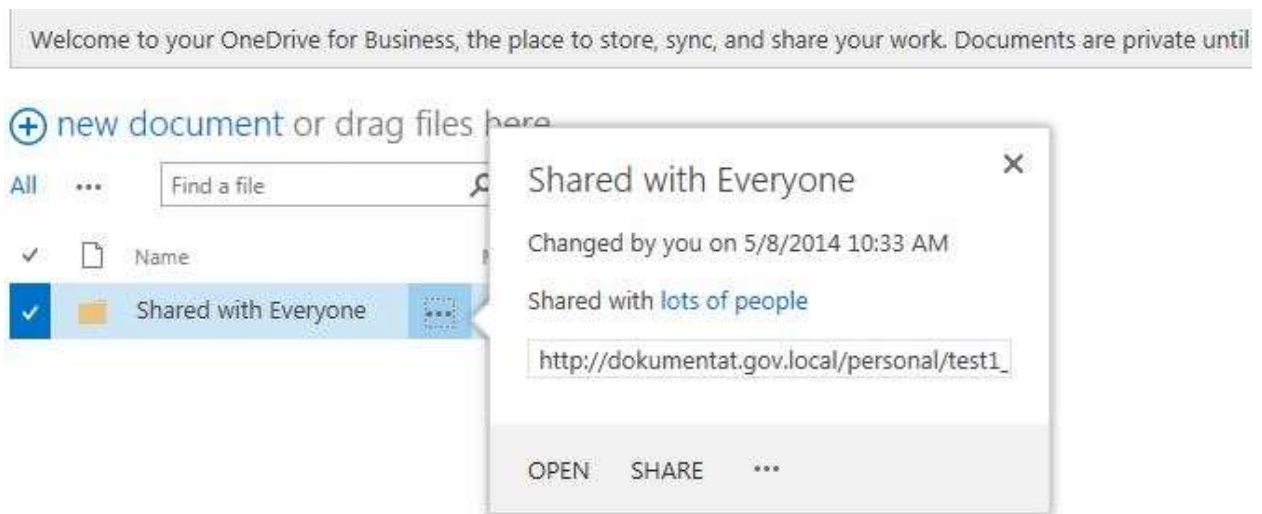 Welcome to your OneDrive for Business, the place to store, sync, and share your work. Documents are private until
new document or drag files here
All ... Find a file
Name
Shared with Everyone ...
Shared with Everyone
Changed by you on 5/8/2014 10:33 AM
Shared with lots of people
http://dokumentat.gov.local/personal/test1_
OPEN SHARE ...